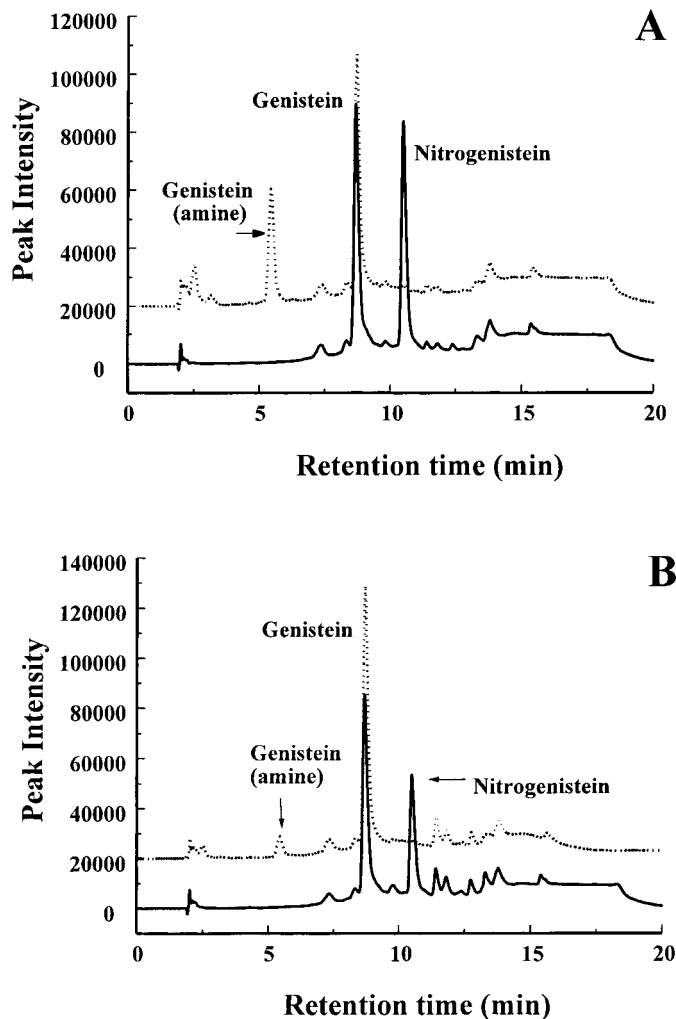 A
120000
100000
80000
60000
40000
20000
0
Peak Intensity
Genistein
Nitrogenistein
Genistein
(amine)
0
5
10
15
20
Retention time (min)
B
140000
120000
100000
80000
60000
40000
20000
0
Peak Intensity
Genistein
Genistein
(amine)
Nitrogenistein
0
5
10
15
20
Retention time (min)